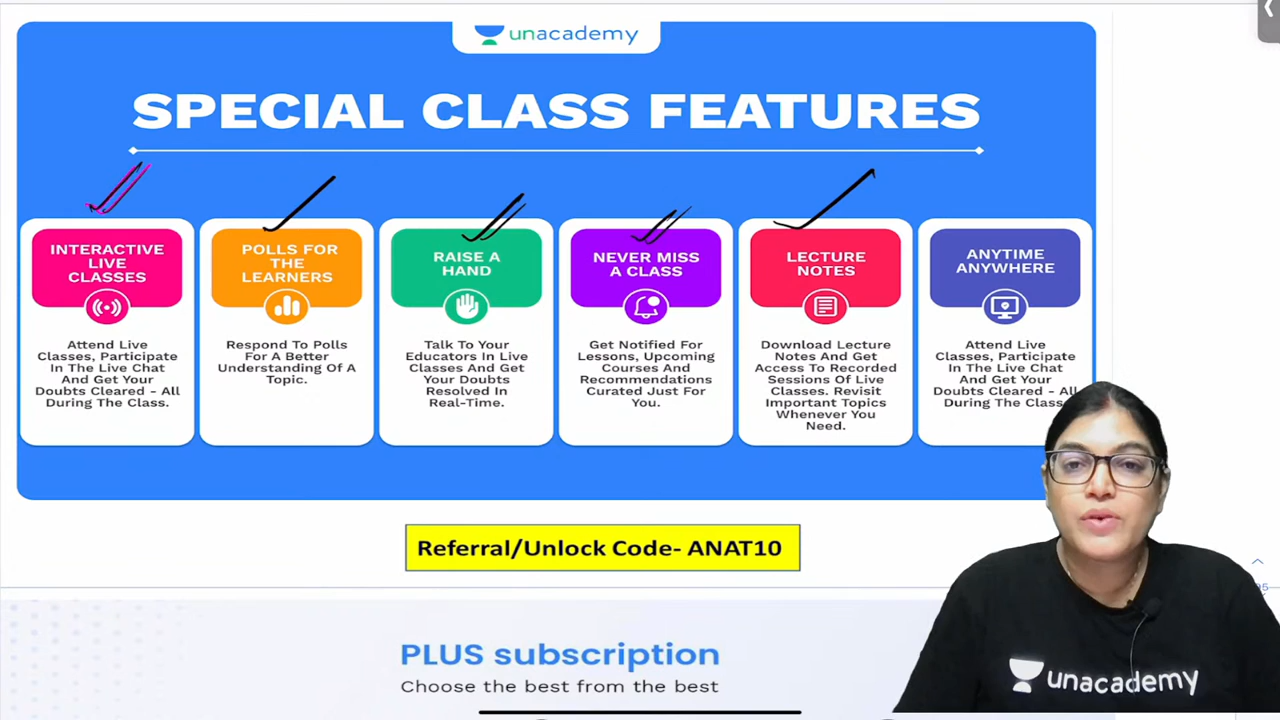 unacademy
SPECIAL CLASS FEATURES
INTERACTIVE
LIVE
CLASSES
Attend Live
Classes, Participate
In The Live Chat
And Get Your
Doubts Cleared - All
During The Class.
POLLS FOR
THE
LEARNERS
Respond To Polls
For A Better
Understanding Of A
Topic.
RAISE A
HAND
Talk To Your
Educators In Live
Classes And Get
Your Doubts
Resolved In
Real-Time.
NEVER MISS
A CLASS
Get Notified For
Lessons, Upcoming
Courses And
Recommendations
Curated Just For
You.
LECTURE
NOTES
Download Lecture
Notes And Get
Access To Recorded
Sessions Of Live
Classes. Revisit
Important Topics
Whenever You
Need.
ANYTIME
ANYWHERE
Attend Live
Classes, Participate
In The Live Chat
And Get Your
Doubts Cleared - All
During The Class
Referral/Unlock Code- ANAT10
PLUS subscription
Choose the best from the best
unacademy